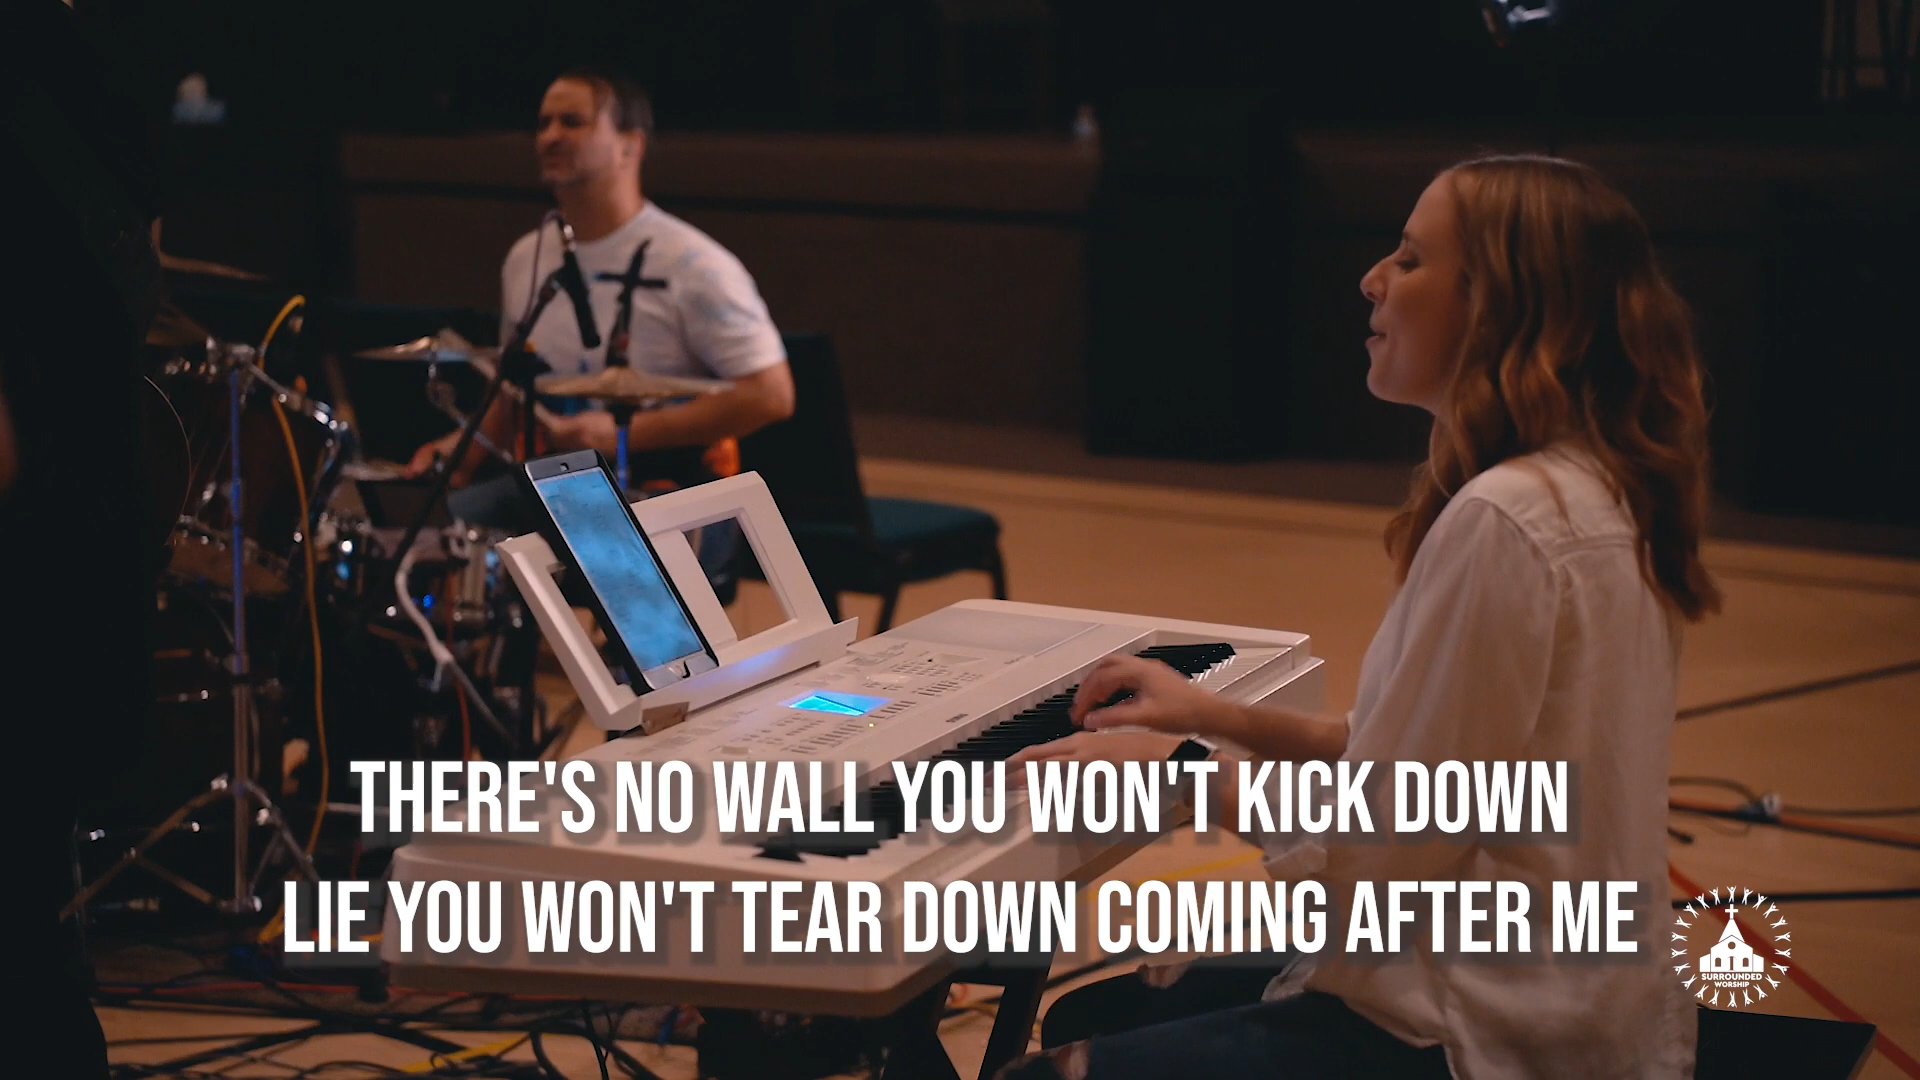 THERE'S NO WALL YOU WON'T KICK DOWN
LIE YOU WON'T TEAR DOWN COMING AFTER ME
SURROUNDED
WORSHIP